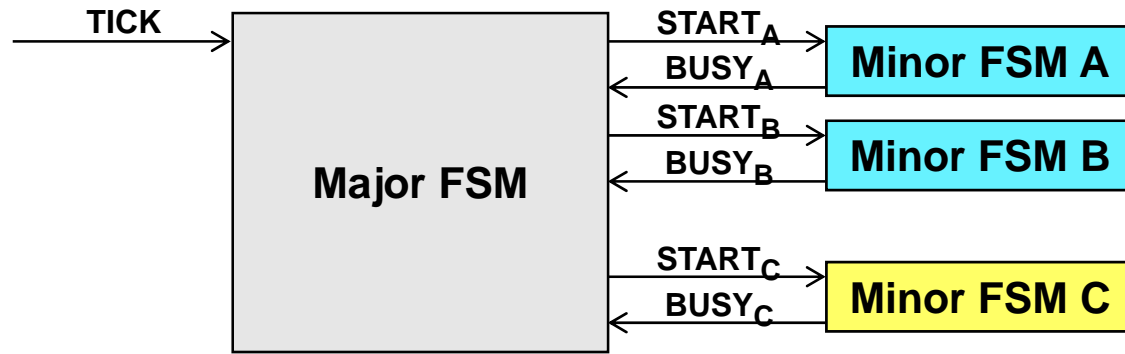 TICK
Major FSM
START_A
BUSY_A
START_B
BUSY_B
START_C
BUSY_C
Minor FSM A
Minor FSM B
Minor FSM C